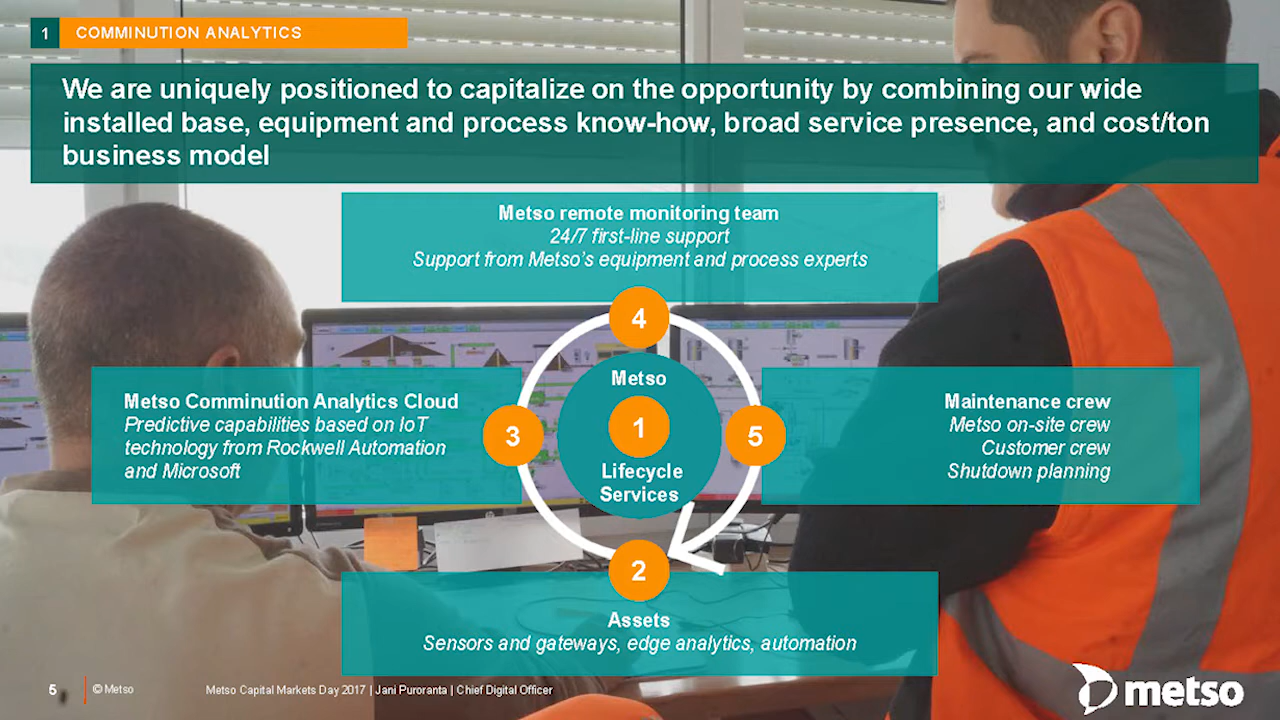 1
COMMINUTION ANALYTICS
We are uniquely positioned to capitalize on the opportunity by combining our wide
installed base, equipment and process know-how, broad service presence, and cost/ton
business model
Metso remote monitoring team
24/7 first-line support
Support from Metso's equipment and process experts
4
Metso Comminution Analytics Cloud
Predictive capabilities based on IoT
technology from Rockwell Automation
and Microsoft
3
Metso
1
Lifecycle
Services
5
Maintenance crew
Metso on-site crew
Customer crew
Shutdown planning
2
Assets
Sensors and gateways, edge analytics, automation
5
© Metso
Metso Capital Markets Day 2017 | Jani Puroranta | Chief Digital Officer
metso